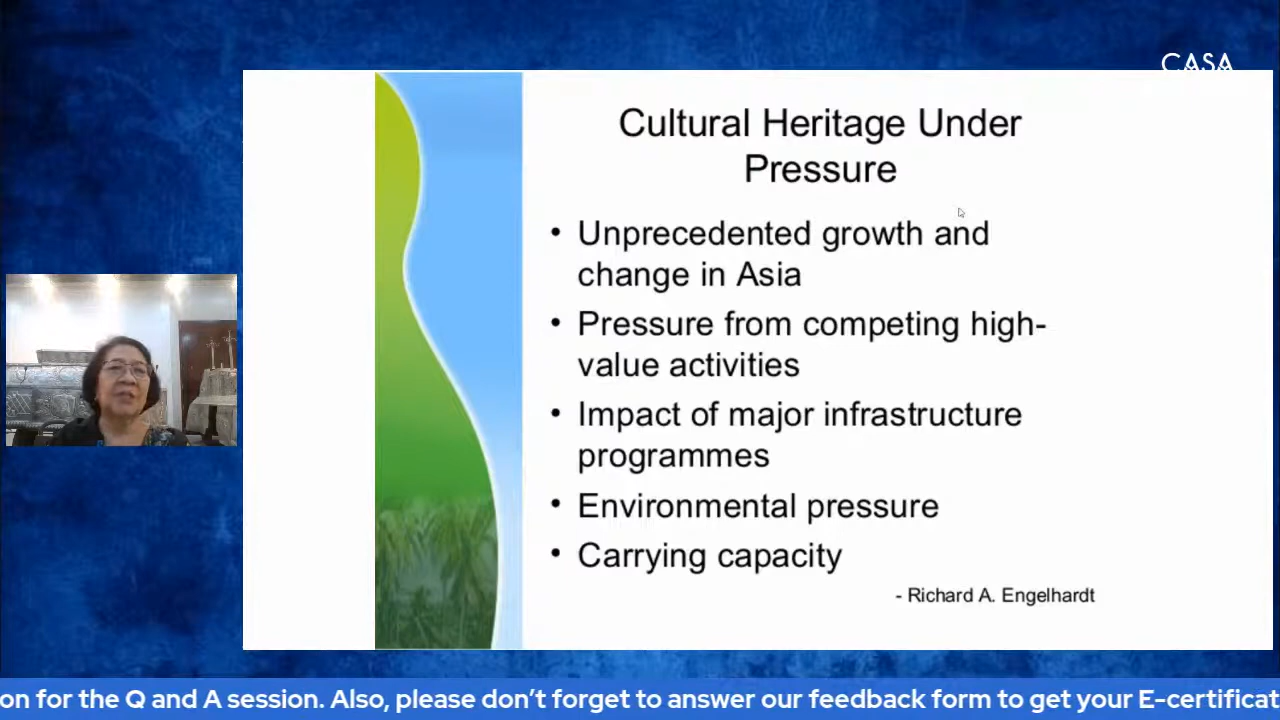 CASA
Cultural Heritage Under
Pressure
• Unprecedented growth and
change in Asia
• Pressure from competing high-
value activities
• Impact of major infrastructure
programmes
• Environmental pressure
• Carrying capacity
- Richard A. Engelhardt
on for the Q and A session. Also, please don’t forget to answer our feedback form to get your E-certificat